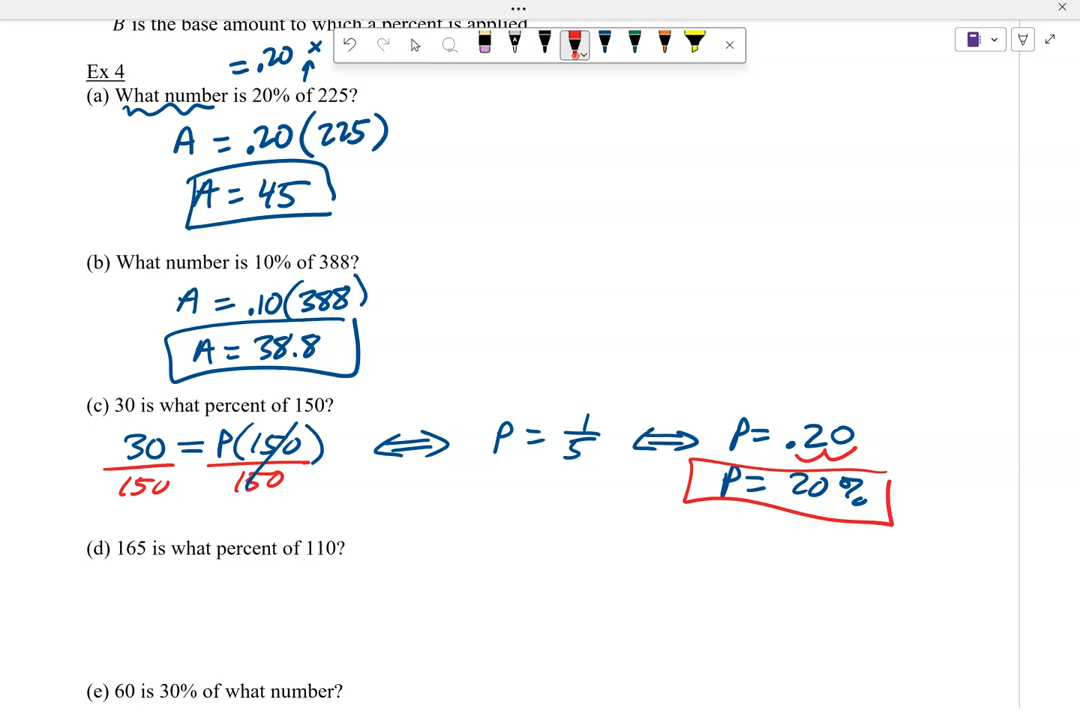 B is the base amount to which a percent is applied
= .20 x
Ex 4
(a) What number is 20% of 225?
A = .20(225)
A = 45
(b) What number is 10% of 388?
A = .10(388)
A = 38.8
(c) 30 is what percent of 150?
30 = P(150) ⟺ P = 1/5 ⟺ P = .20
150 150 P = 20%
(d) 165 is what percent of 110?
(e) 60 is 30% of what number?